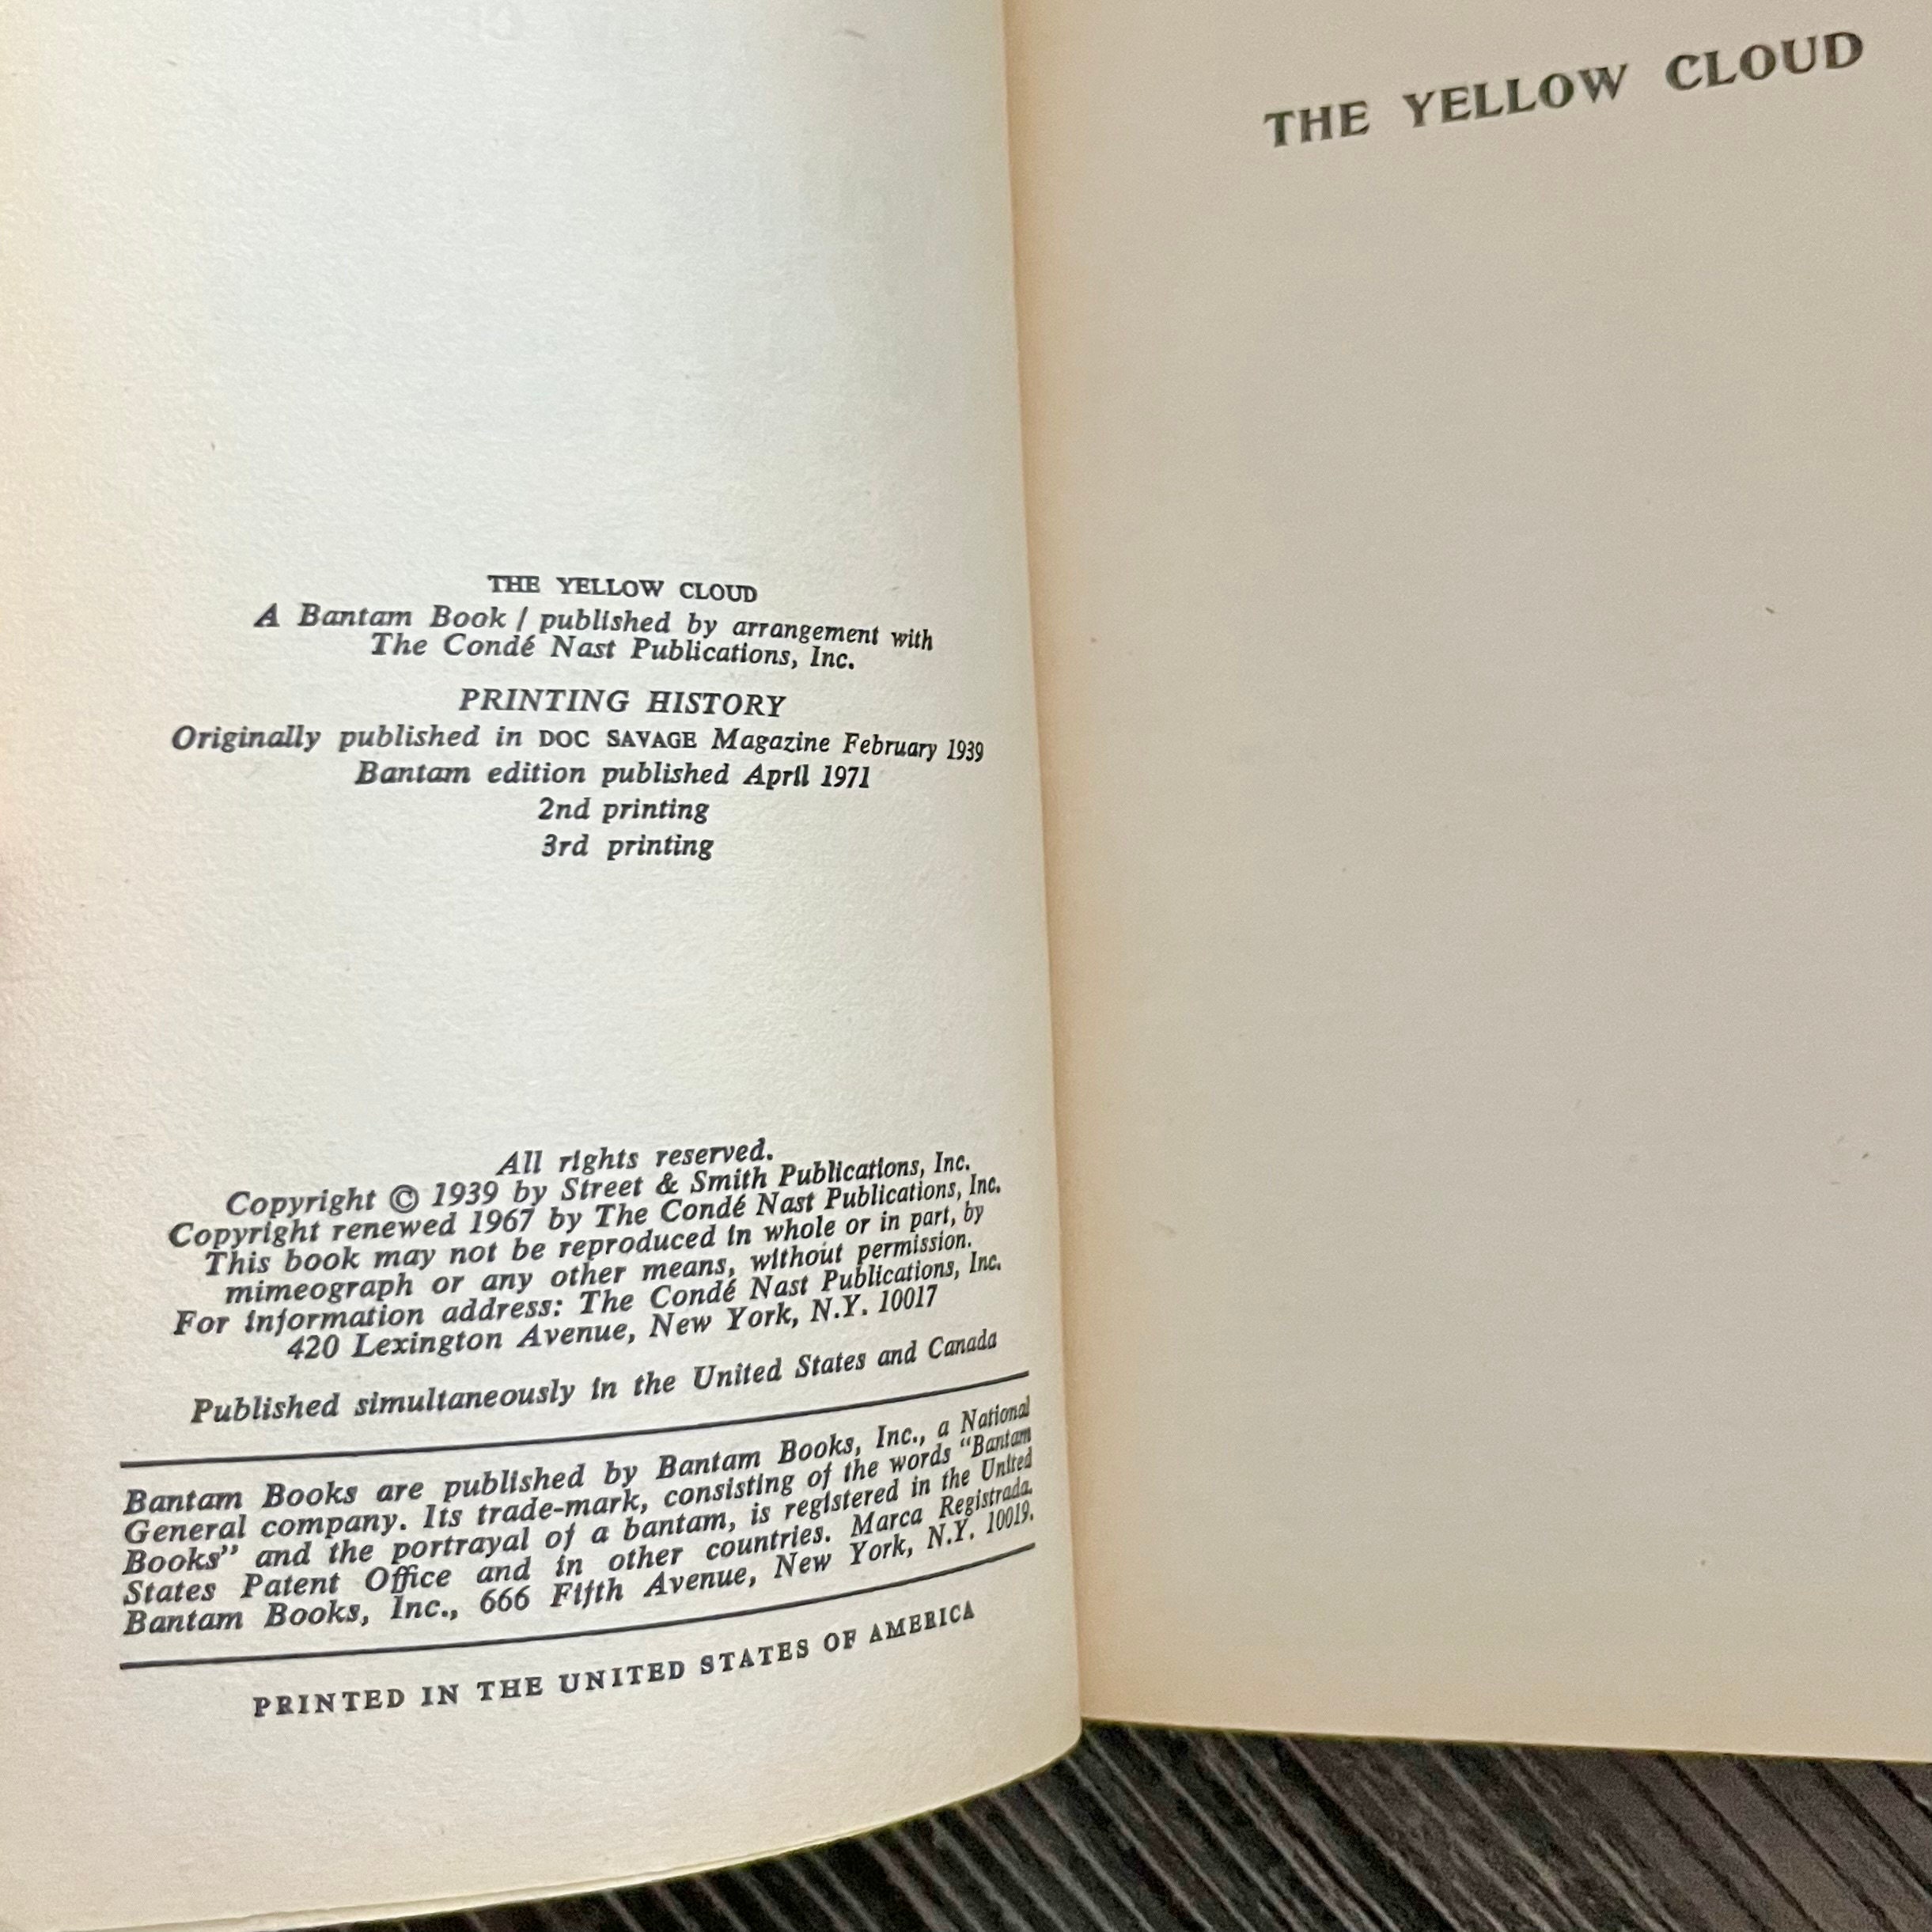 THE YELLOW CLOUD
A Bantam Book / published by arrangement with
The Condé Nast Publications, Inc.
PRINTING HISTORY
Originally published in DOC SAVAGE Magazine February 1939
Bantam edition published April 1971
2nd printing
3rd printing
All rights reserved.
Copyright © 1939 by Street & Smith Publications, Inc.
Copyright renewed 1967 by The Condé Nast Publications, Inc.
This book may not be reproduced in whole or in part, by
mimeograph or any other means, without permission.
For information address: The Condé Nast Publications, Inc.
420 Lexington Avenue, New York, N.Y. 10017
Published simultaneously in the United States and Canada
Bantam Books are published by Bantam Books, Inc., a National
General company. Its trade-mark, consisting of the words "Bantam
Books" and the portrayal of a bantam, is registered in the United
States Patent Office and in other countries. Marca Registrada.
Bantam Books, Inc., 666 Fifth Avenue, New York, N.Y. 10019.
PRINTED IN THE UNITED STATES OF AMERICA
THE YELLOW CLOUD